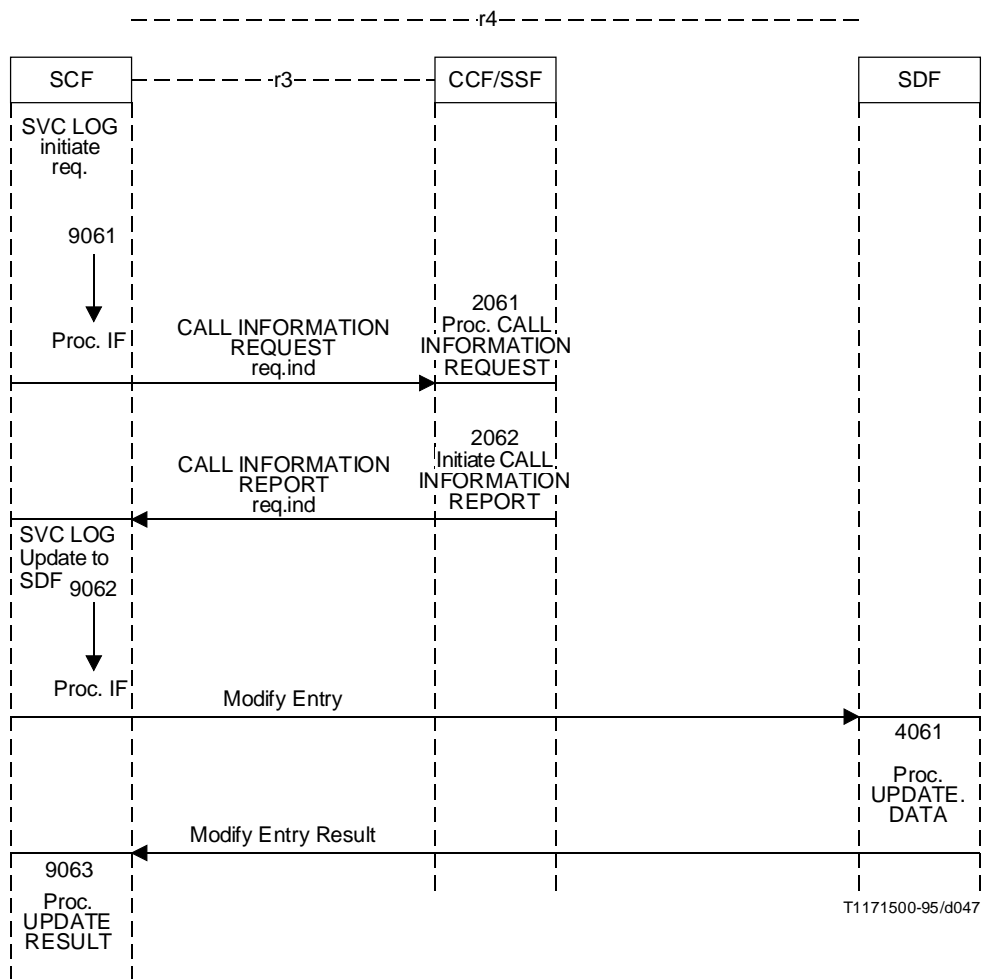 r4
SCF
r3
CCF/SSF
SDF
SVC LOG
initiate
req.
9061
Proc. IF
CALL INFORMATION
REQUEST
req.ind
2061
Proc. CALL
INFORMATION
REQUEST
CALL INFORMATION
REPORT
req.ind
2062
Initiate CALL
INFORMATION
REPORT
SVC LOG
Update to
SDF
9062
Proc. IF
Modify Entry
4061
Proc.
UPDATE.
DATA
Modify Entry Result
9063
Proc.
UPDATE
RESULT
T1171500-95/d047